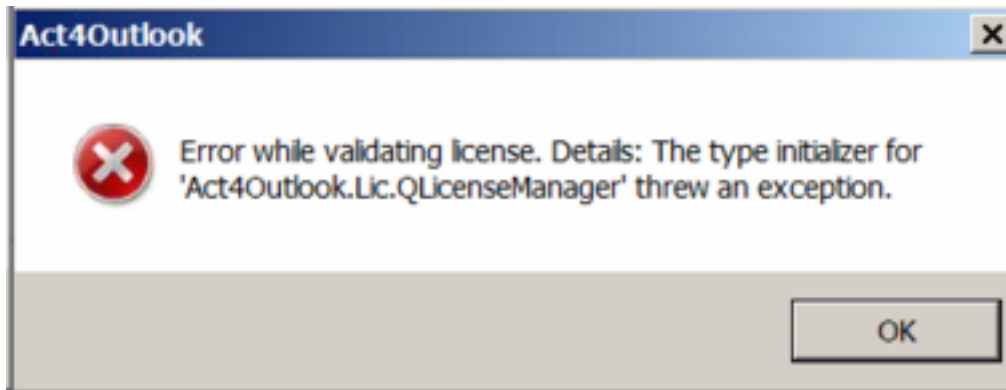 Act4Outlook
Error while validating license. Details: The type initializer for
'Act4Outlook.Lic.QLicenseManager' threw an exception.
OK